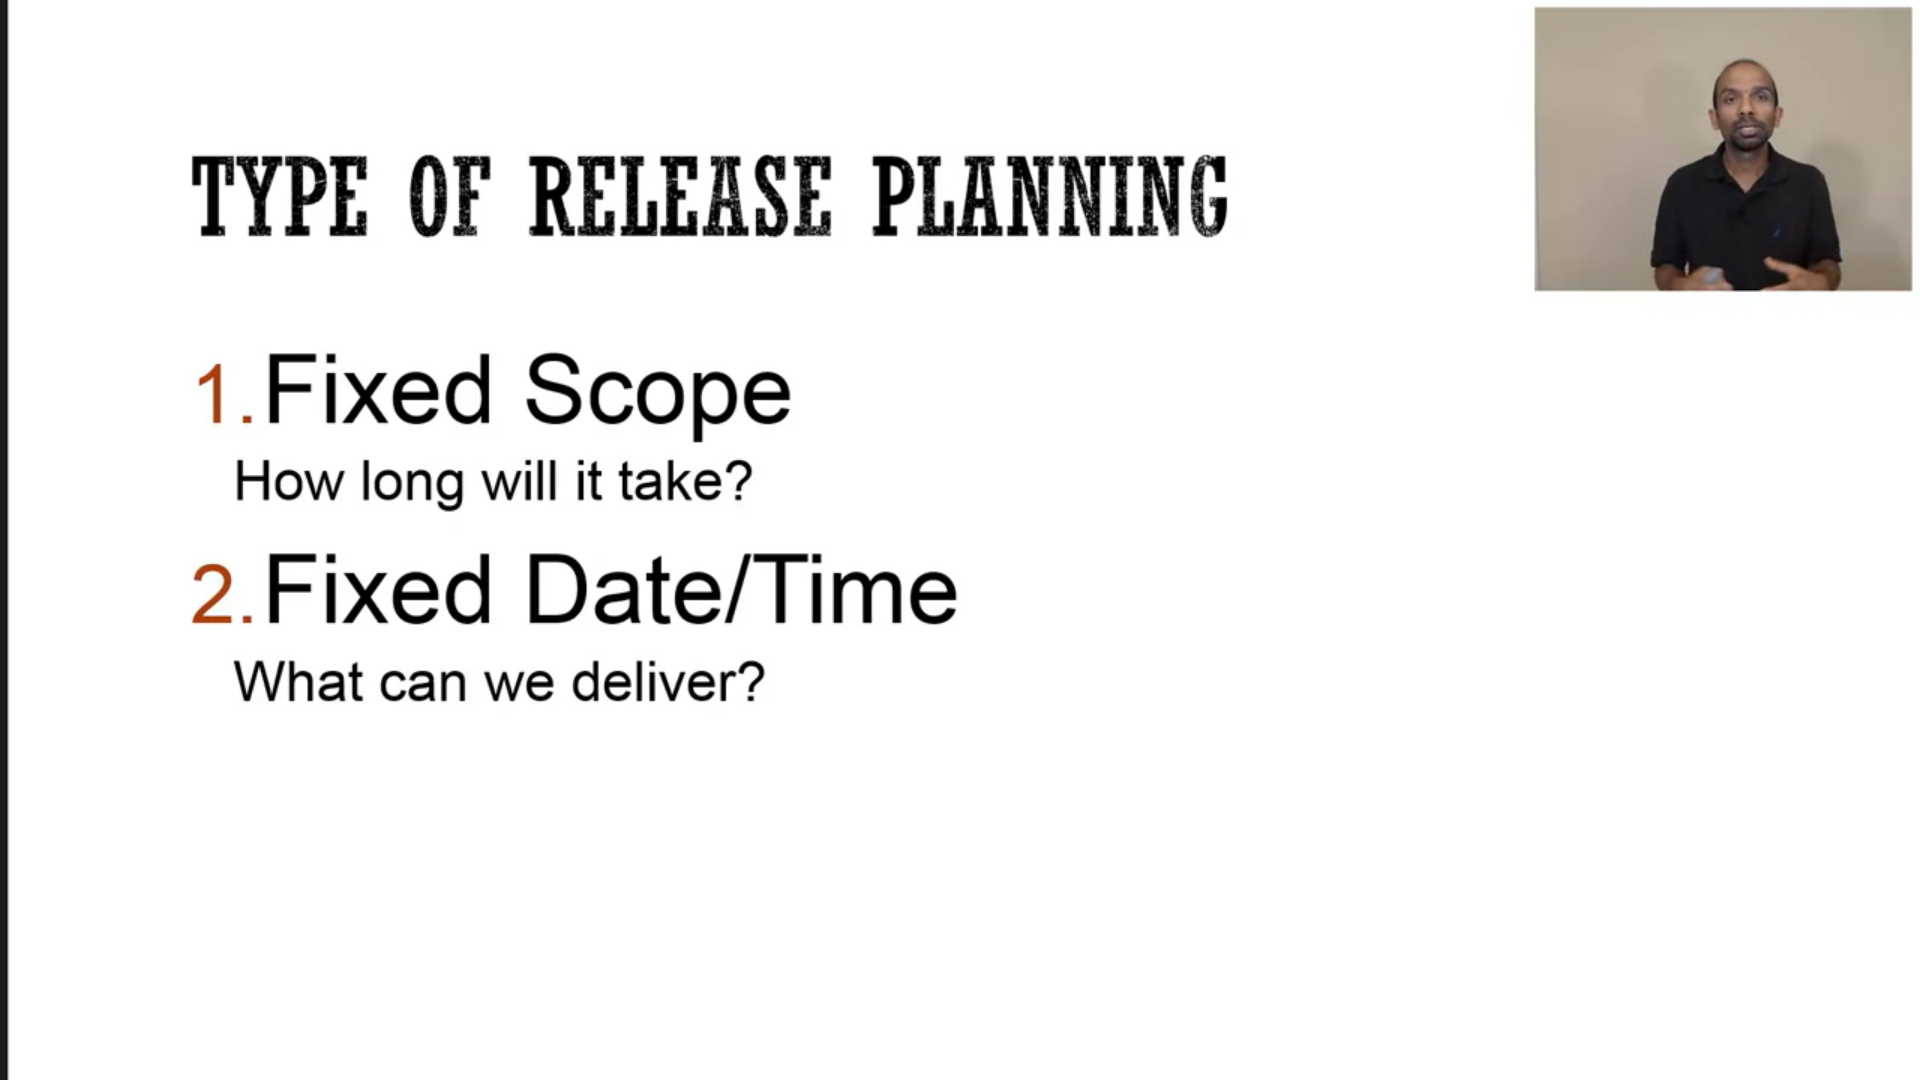 TYPE OF RELEASE PLANNING
1. Fixed Scope
How long will it take?
2. Fixed Date/Time
What can we deliver?